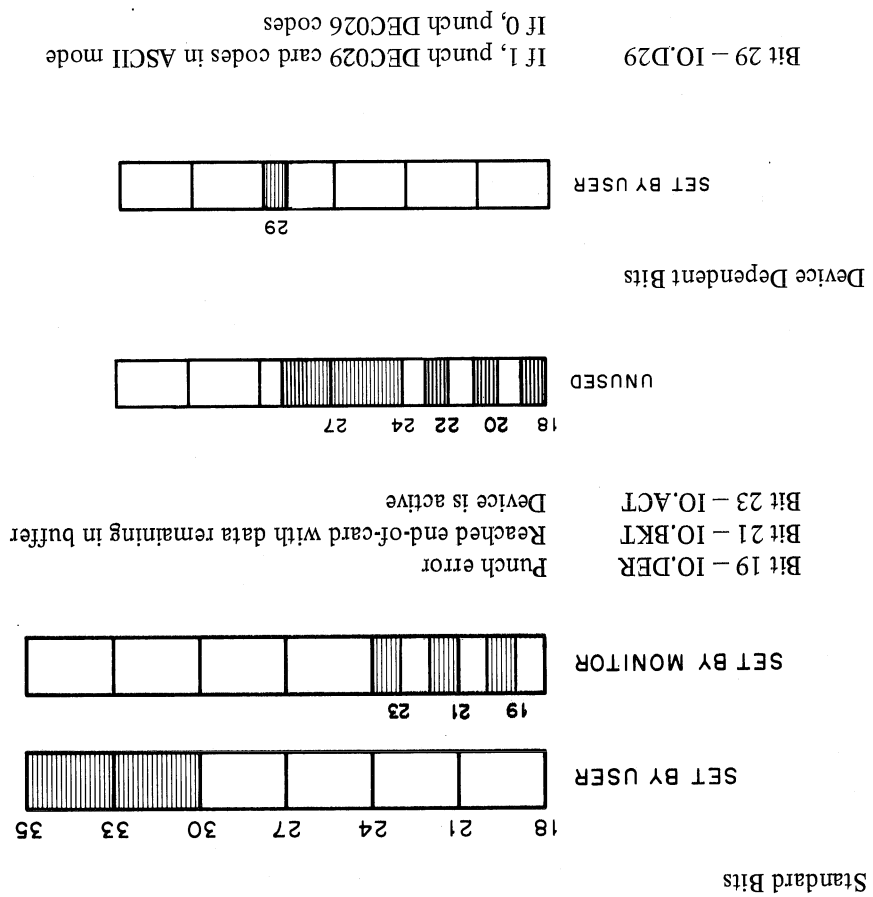 Standard Bits
18 21 24 27 30 33 35
SET BY USER
19 21 23
SET BY MONITOR
Bit 19 – IO.DER Punch error
Bit 21 – IO.BKT Reached end-of-card with data remaining in buffer
Bit 23 – IO.ACT Device is active
18 20 22 24 27
UNUSED
Device Dependent Bits
29
SET BY USER
Bit 29 – IO.D29 If 1, punch DEC029 card codes in ASCII mode
If 0, punch DEC026 codes